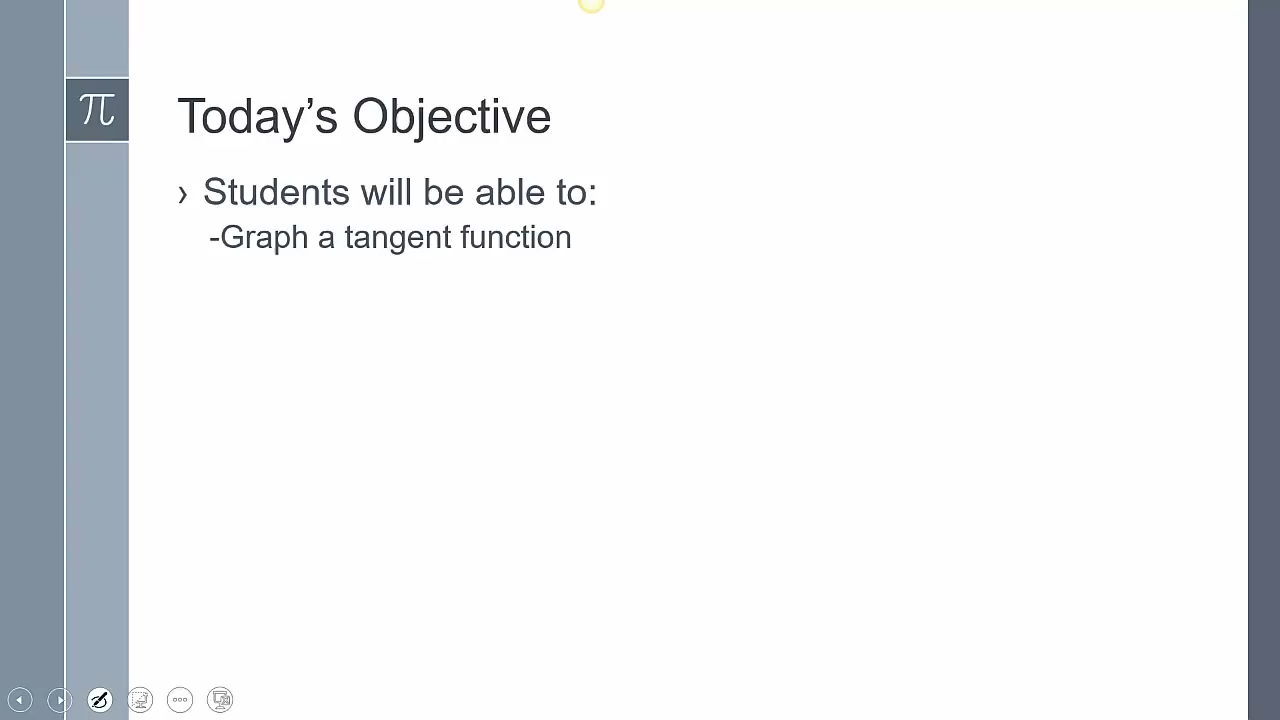 π
Today’s Objective
› Students will be able to:
-Graph a tangent function